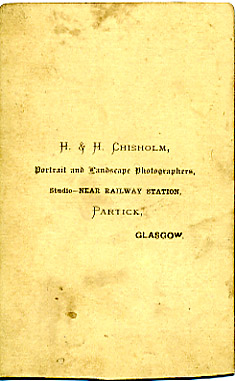 H. & H. CHISHOLM,
Portrait and Landscape Photographers,
Studio—NEAR RAILWAY STATION,
PARTICK,
GLASGOW.